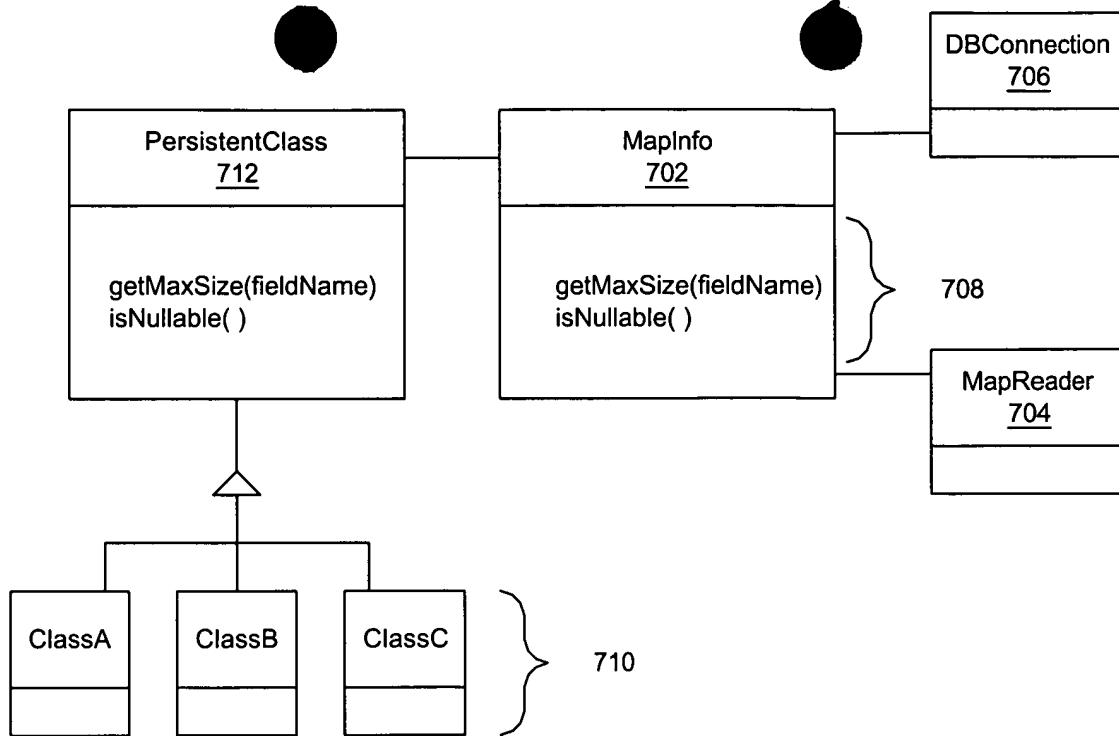 DBConnection
706
PersistentClass
712
MapInfo
702
getMaxSize(fieldName)
isNullable( )
getMaxSize(fieldName)
isNullable( )
708
MapReader
704
ClassA
ClassB
ClassC
710